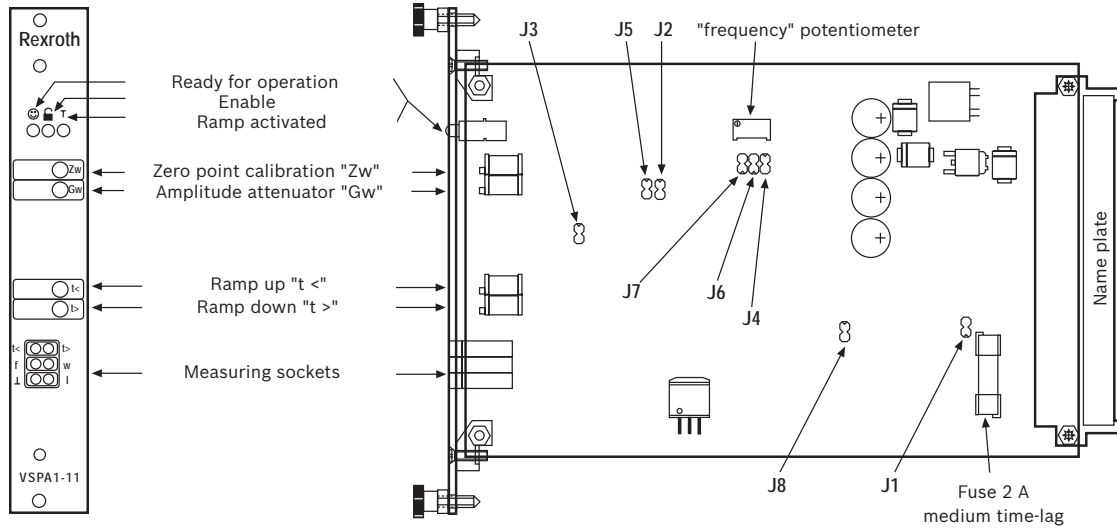 Rexroth
T
Zw
Gw
t<
t>
t< t>
f w
⊥ I
VSPA1-11
Ready for operation
Enable
Ramp activated
Zero point calibration "Zw"
Amplitude attenuator "Gw"
Ramp up "t <"
Ramp down "t >"
Measuring sockets
J3
J5 J2
"frequency" potentiometer
J7
J6
J4
J8
J1
Fuse 2 A
medium time-lag
Name plate